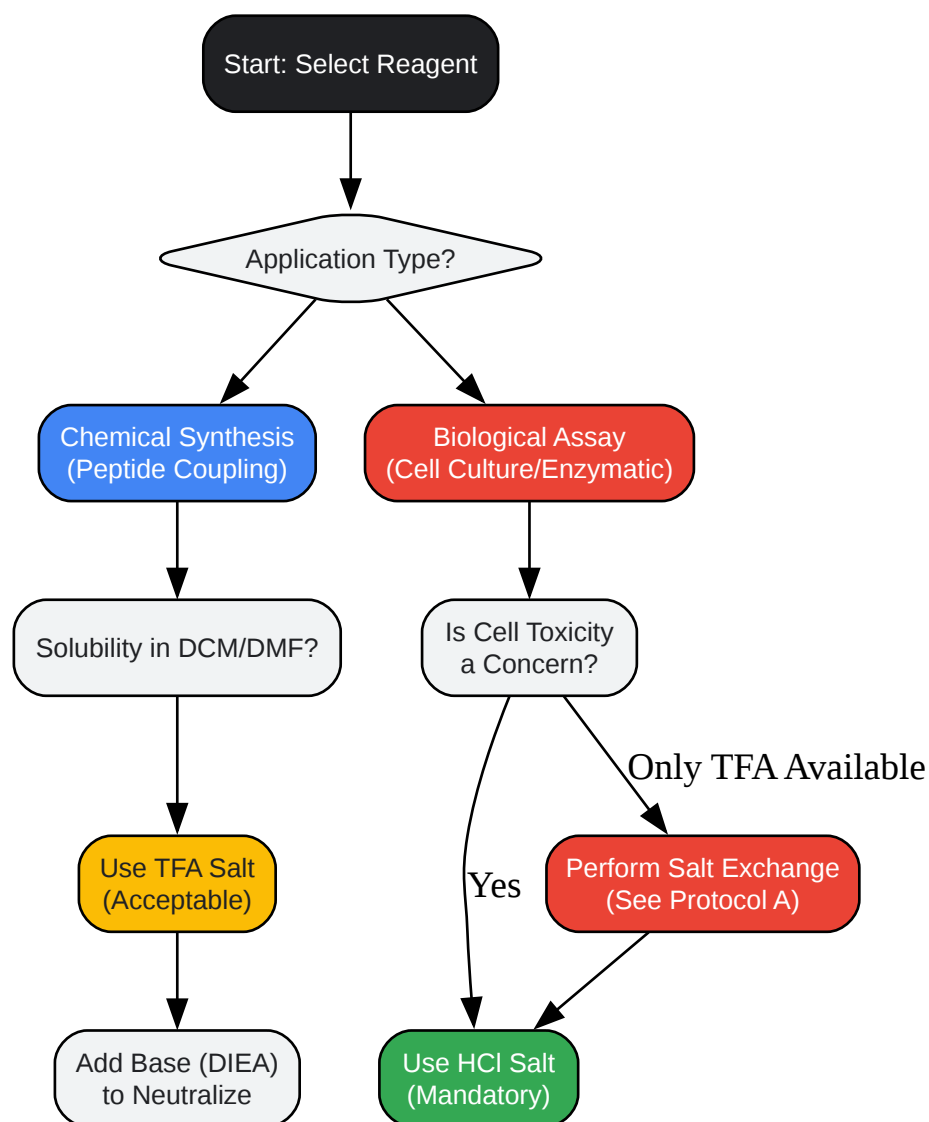 Start: Select Reagent
Application Type?
Chemical Synthesis
(Peptide Coupling)
Biological Assay
(Cell Culture/Enzymatic)
Solubility in DCM/DMF?
Is Cell Toxicity
a Concern?
Only TFA Available
Use TFA Salt
(Acceptable)
Yes
Perform Salt Exchange
(See Protocol A)
Add Base (DIEA)
to Neutralize
Use HCl Salt
(Mandatory)